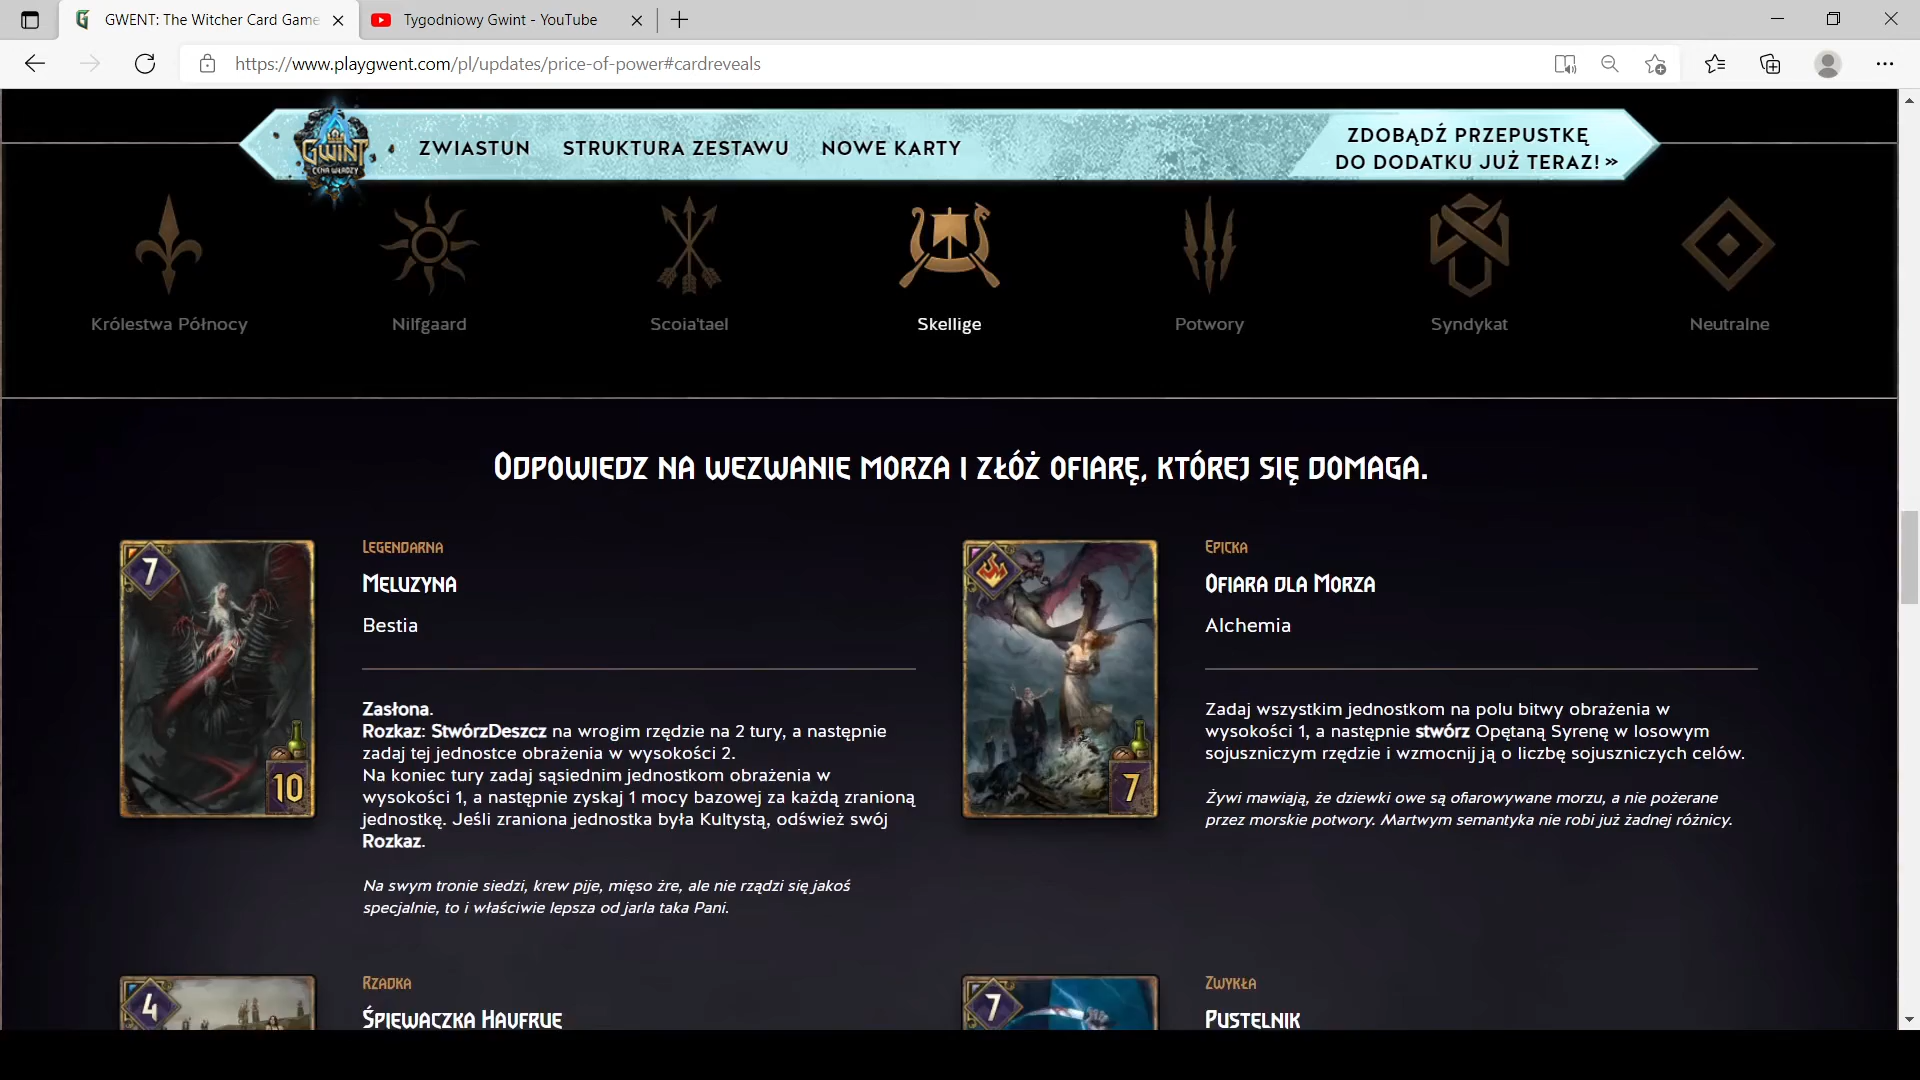 GWENT: The Witcher Card Game
Tygodniowy Gwint - YouTube
https://www.playgwent.com/pl/updates/price-of-power#cardreveals
GWINT
CENA WŁADZY
ZWIASTUN
STRUKTURA ZESTAWU
NOWE KARTY
ZDOBĄDŹ PRZEPUSTKĘ
DO DODATKU JUŻ TERAZ! »
Królestwa Północy
Nilfgaard
Scoia'tael
Skellige
Potwory
Syndykat
Neutralne
Odpowiedz na wezwanie morza i złóż ofiarę, której się domaga.
7
10
Legendarna
Meluzyna
Bestia
Zasłona.
Rozkaz: StwórzDeszcz na wrogim rzędzie na 2 tury, a następnie
zadaj tej jednostce obrażenia w wysokości 2.
Na koniec tury zadaj sąsiednim jednostkom obrażenia w
wysokości 1, a następnie zyskaj 1 mocy bazowej za każdą zranioną
jednostkę. Jeśli zraniona jednostka była Kultystą, odśwież swój
Rozkaz.
Na swym tronie siedzi, krew pije, mięso żre, ale nie rządzi się jakoś
specjalnie, to i właściwie lepsza od jarla taka Pani.
7
Epicka
Ofiara dla Morza
Alchemia
Zadaj wszystkim jednostkom na polu bitwy obrażenia w
wysokości 1, a następnie stwórz Opętaną Syrenę w losowym
sojuszniczym rzędzie i wzmocnij ją o liczbę sojuszniczych celów.
Żywi mawiają, że dziewki owe są ofiarowywane morzu, a nie pożerane
przez morskie potwory. Martwym semantyka nie robi już żadnej różnicy.
4
Rzadka
Śpiewaczka Havfrue
7
Zwykła
Pustelnik